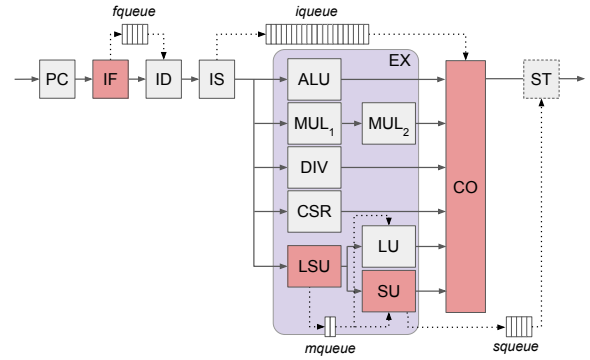 fqueue
iqueue
EX
PC
IF
ID
IS
ALU
ST
MUL1
MUL2
DIV
CO
CSR
LU
LSU
SU
mqueue
squeue